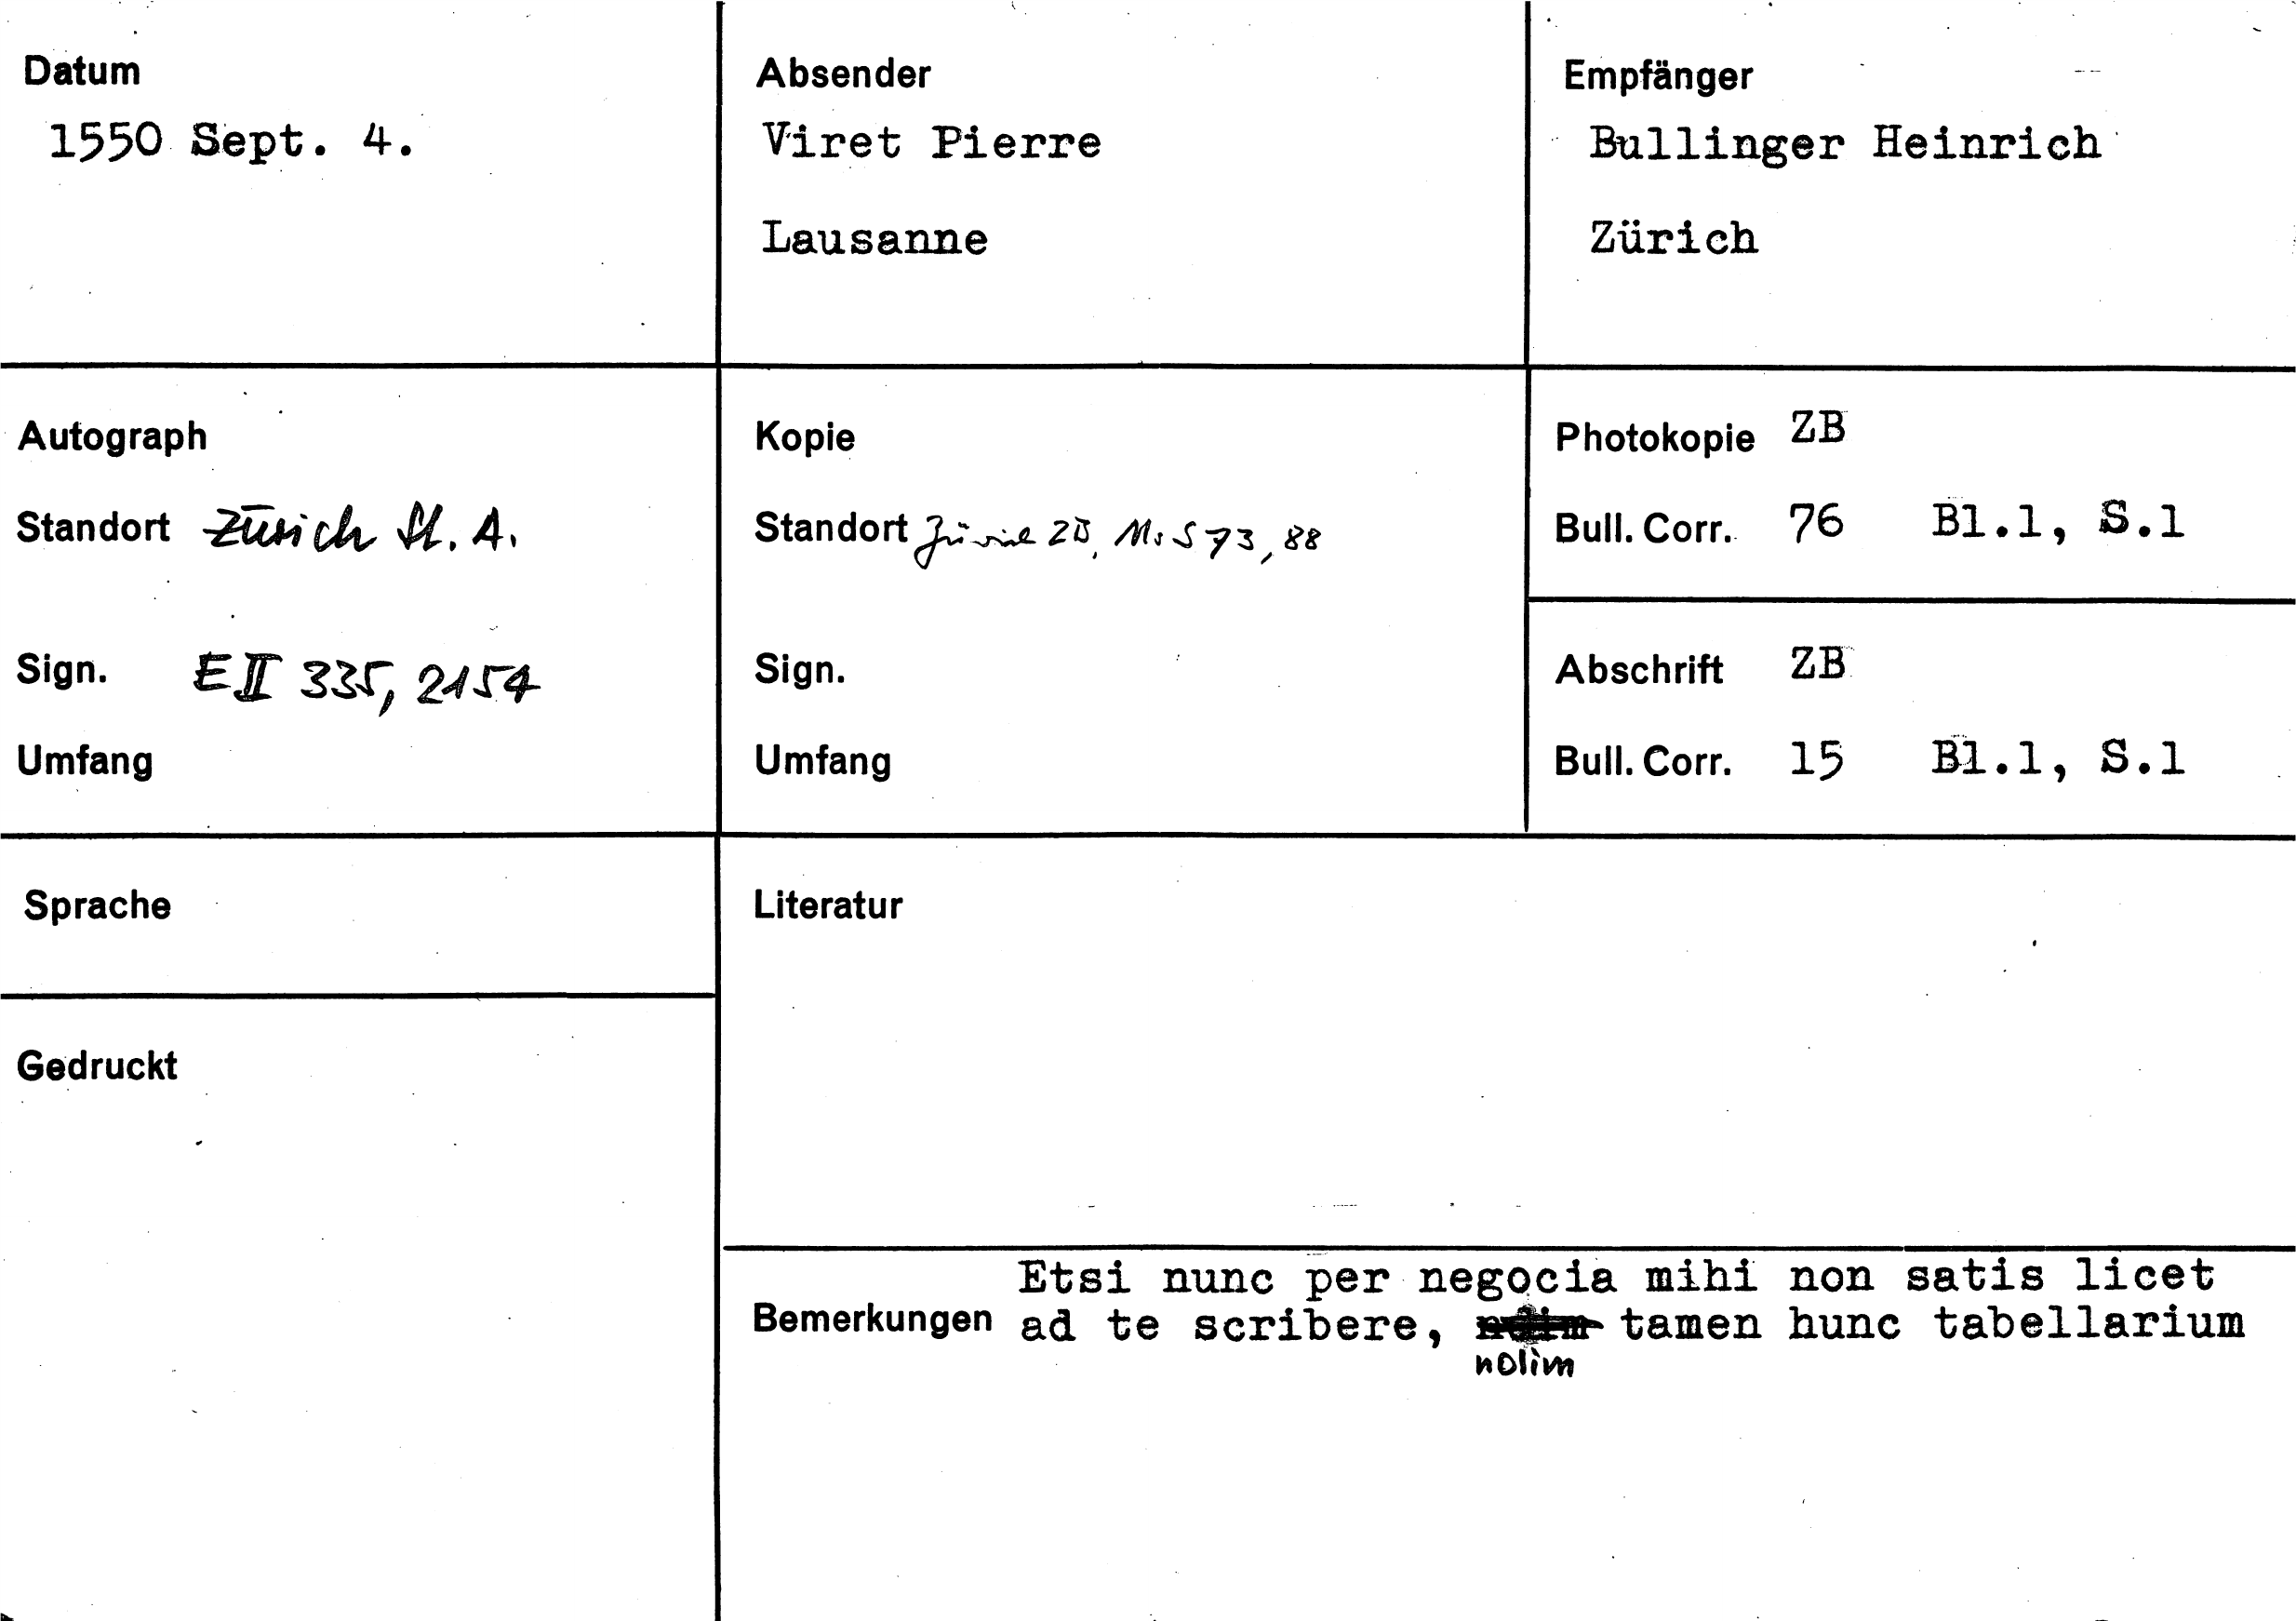 Datum
1550 Sept. 4.
Absender
Viret Pierre
Lausanne
Empfänger
Bullinger Heinrich
Zürich
Autograph
Standort Zürich St. A.
Sign. E II 335, 2154
Umfang
Kopie
Standort Zürich ZB, Ms S 73, 88
Sign.
Umfang
Photokopie ZB
Bull. Corr. 76 Bl.1, S.1
Abschrift ZB
Bull. Corr. 15 Bl.1, S.1
Sprache
Gedruckt
Literatur
Bemerkungen
Etsi nunc per negocia mihi non satis licet
ad te scribere, tamen hunc tabellarium
nolim